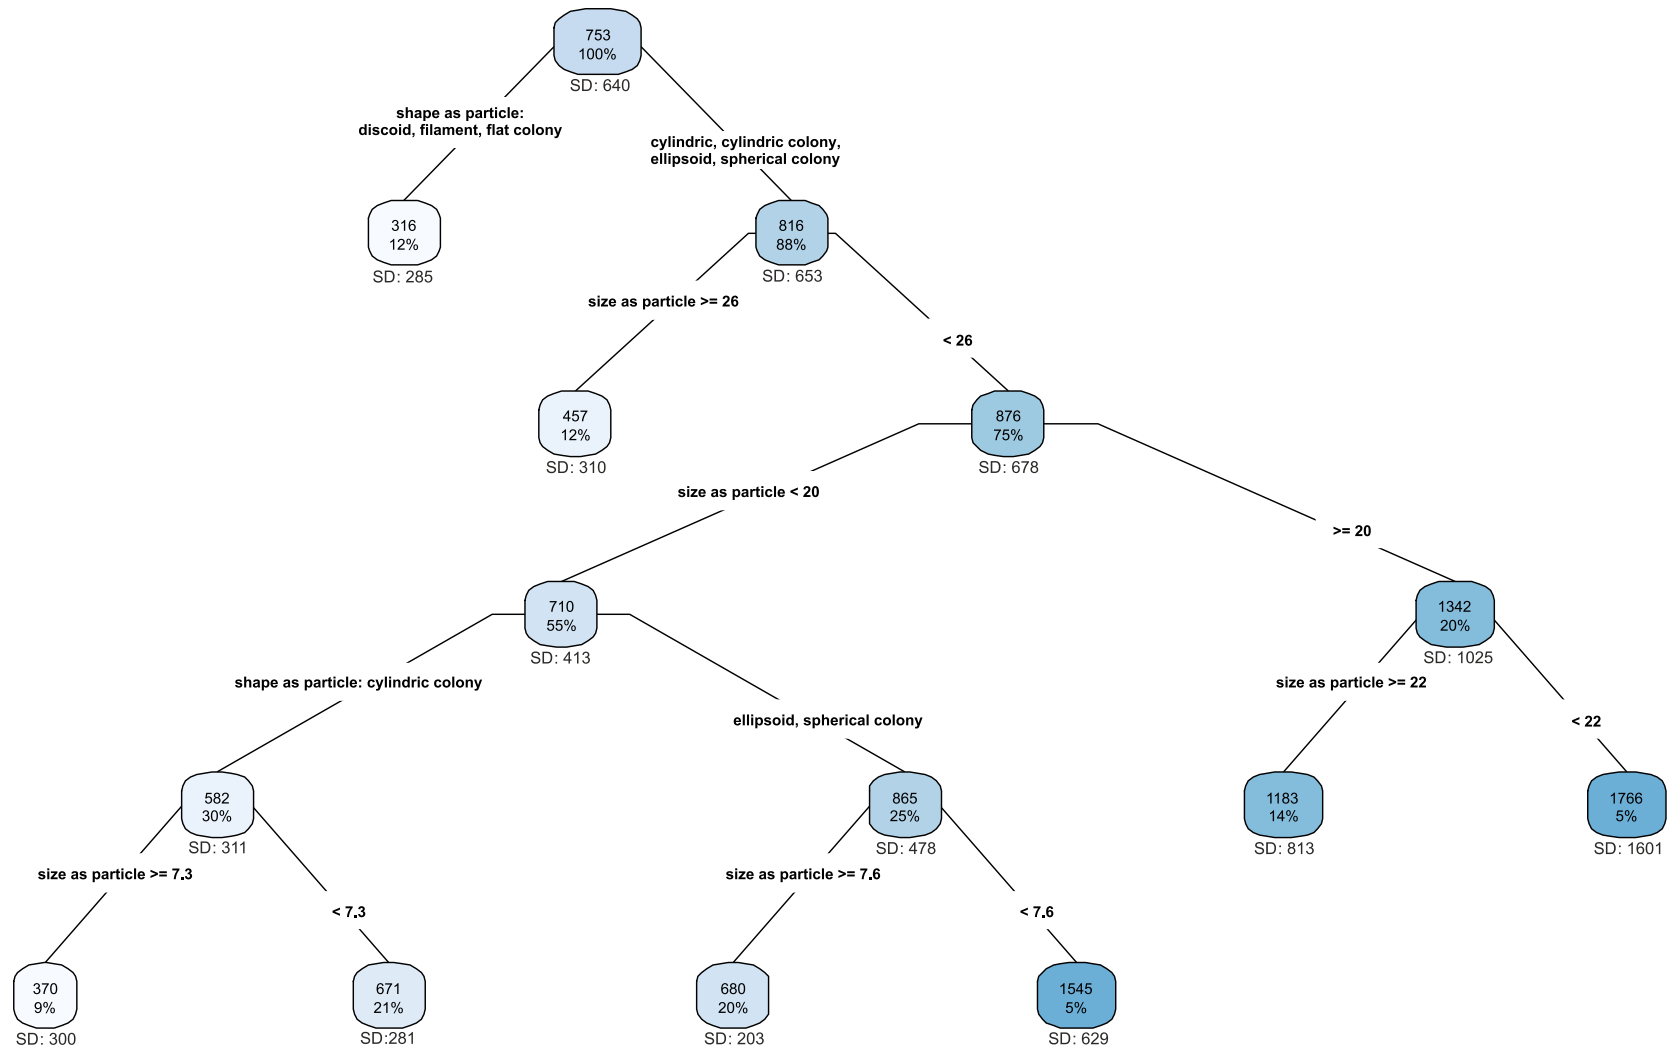 753
100%
SD: 640
shape as particle:
discoid, filament, flat colony
cylindric, cylindric colony,
ellipsoid, spherical colony
316
12%
SD: 285
816
88%
SD: 653
size as particle >= 26
< 26
457
12%
SD: 310
876
75%
SD: 678
size as particle < 20
>= 20
710
55%
SD: 413
1342
20%
SD: 1025
shape as particle: cylindric colony
ellipsoid, spherical colony
size as particle >= 22
< 22
582
30%
SD: 311
865
25%
SD: 478
1183
14%
SD: 813
1766
5%
SD: 1601
size as particle >= 7.3
< 7.3
size as particle >= 7.6
< 7.6
370
9%
SD: 300
671
21%
SD:281
680
20%
SD: 203
1545
5%
SD: 629